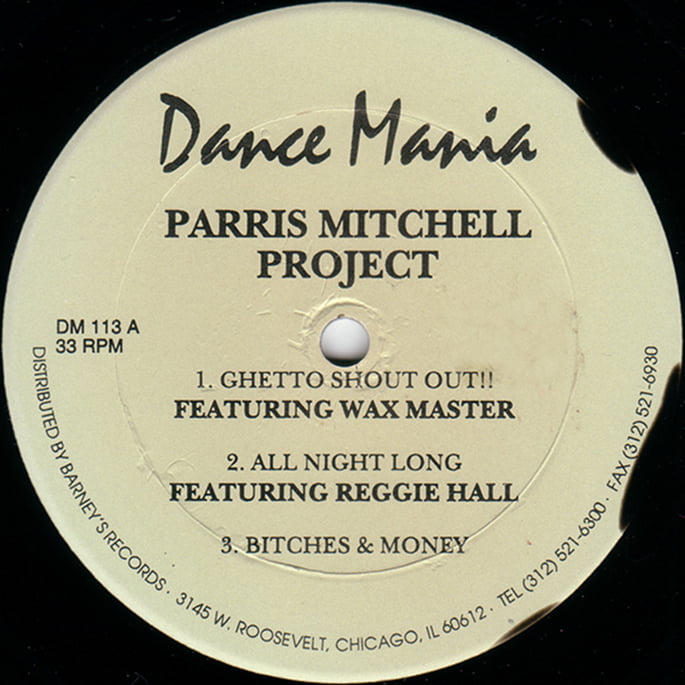 Dance Mania
PARRIS MITCHELL
PROJECT
DM 113 A
33 RPM
1. GHETTO SHOUT OUT!!
FEATURING WAX MASTER
2. ALL NIGHT LONG
FEATURING REGGIE HALL
3. BITCHES & MONEY
DISTRIBUTED BY BARNEY'S RECORDS · 3145 W. ROOSEVELT, CHICAGO, IL 60612 · TEL (312) 521-6300 · FAX (312) 521-6930